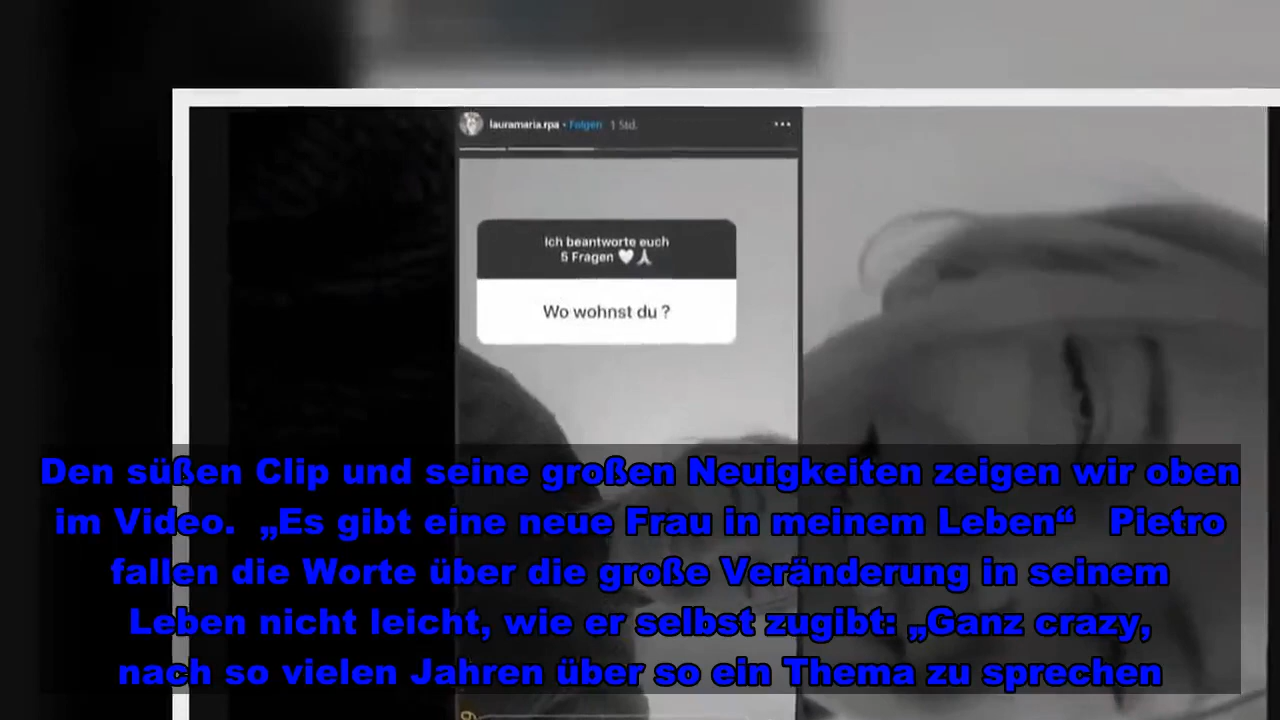 lauramaria.rpa • Folgen 1 Std.
Ich beantworte euch
5 Fragen 🤍🙏
Wo wohnst du ?
Den süßen Clip und seine großen Neuigkeiten zeigen wir oben
im Video. „Es gibt eine neue Frau in meinem Leben“ Pietro
fallen die Worte über die große Veränderung in seinem
Leben nicht leicht, wie er selbst zugibt: „Ganz crazy,
nach so vielen Jahren über so ein Thema zu sprechen